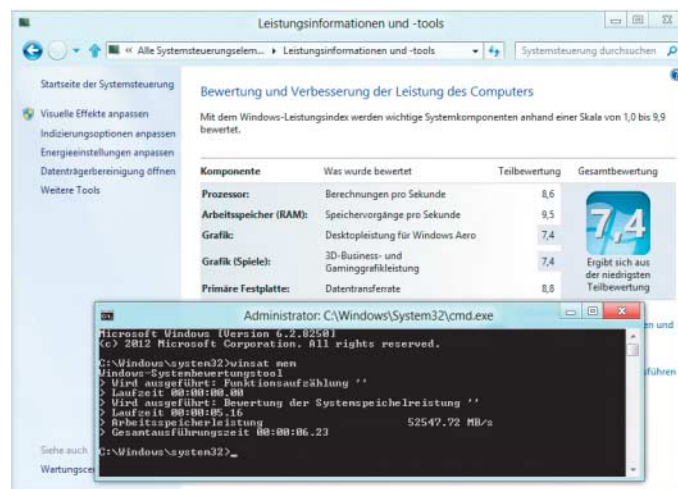 Leistungsinformationen und -tools
« Alle Systemsteuerungselem... ▸ Leistungsinformationen und -tools
Systemsteuerung durchsuchen
Startseite der Systemsteuerung
Visuelle Effekte anpassen
Indizierungsoptionen anpassen
Energieeinstellungen anpassen
Datenträgerbereinigung öffnen
Weitere Tools
Bewertung und Verbesserung der Leistung des Computers
Mit dem Windows-Leistungsindex werden wichtige Systemkomponenten anhand einer Skala von 1,0 bis 9,9
bewertet.
Komponente Was wurde bewertet Teilbewertung Gesamtbewertung
Prozessor: Berechnungen pro Sekunde 8,6
Arbeitsspeicher (RAM): Speichervorgänge pro Sekunde 9,5
Grafik: Desktopleistung für Windows Aero 7,4
Grafik (Spiele): 3D-Business- und
Gaminggrafikleistung 7,4
Primäre Festplatte: Datentransferrate 8,8
7,4
Ergibt sich aus
der niedrigsten
Teilbewertung
en und
führen
Administrator: C:\Windows\System32\cmd.exe
Microsoft Windows [Version 6.2.8250]
(c) 2012 Microsoft Corporation. All rights reserved.
C:\Windows\system32>winsat mem
Windows-Systembewertungstool
> Wird ausgeführt: Funktionsaufzählung ''
> Laufzeit 00:00:00.00
> Wird ausgeführt: Bewertung der Systemspeichelreistung ''
> Laufzeit 00:00:05.16
> Arbeitsspeicherleistung 52547.72 MB/s
> Gesamtausführungszeit 00:00:06.23
C:\Windows\system32>_
Siehe auch
Wartungsce